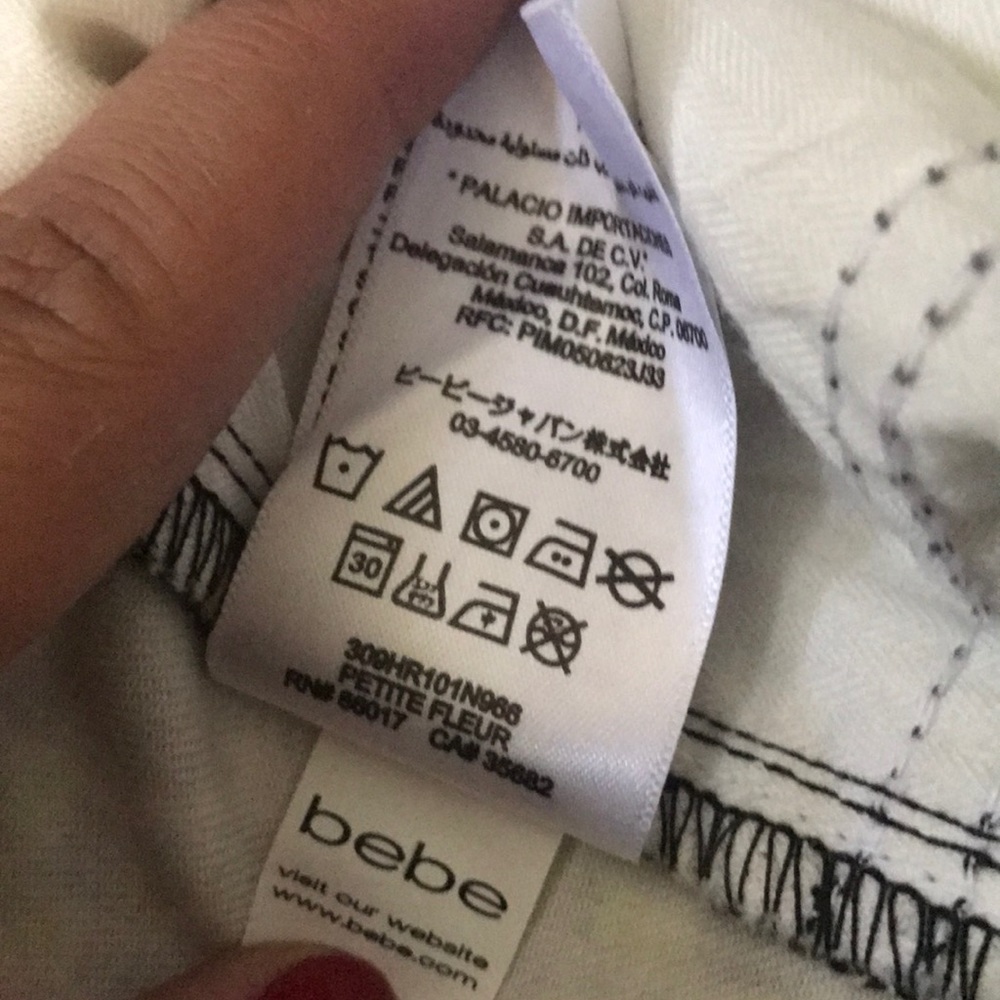 * PALACIO IMPORTACIONES
S.A. DE C.V.
Salamanca 102, Col. Roma
Delegación Cuauhtemoc, C.P. 06700
México, D.F. México
RFC: PIM050623J33
ビービージャパン株式会社
03-4580-6700
30
309HR101N966
PETITE FLEUR
RN# 86017 CA# 35682
bebe
visit our website
www.bebe.com